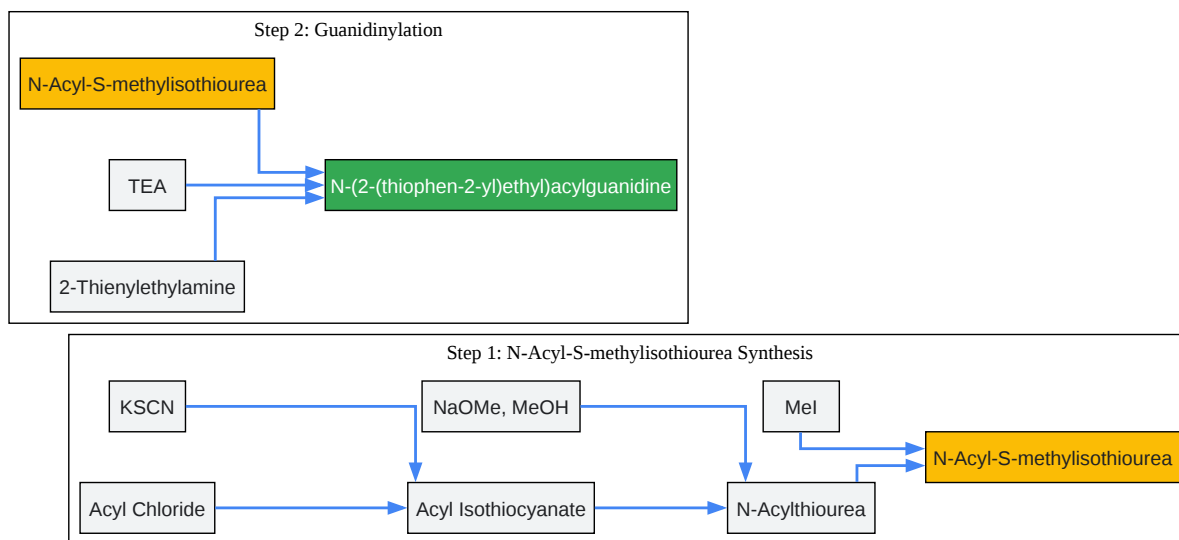 Step 2: Guanidinylation
N-Acyl-S-methylisothiourea
TEA
N-(2-(thiophen-2-yl)ethyl)acylguanidine
2-Thienylethylamine
Step 1: N-Acyl-S-methylisothiourea Synthesis
KSCN
NaOMe, MeOH
MeI
N-Acyl-S-methylisothiourea
Acyl Chloride
Acyl Isothiocyanate
N-Acylthiourea